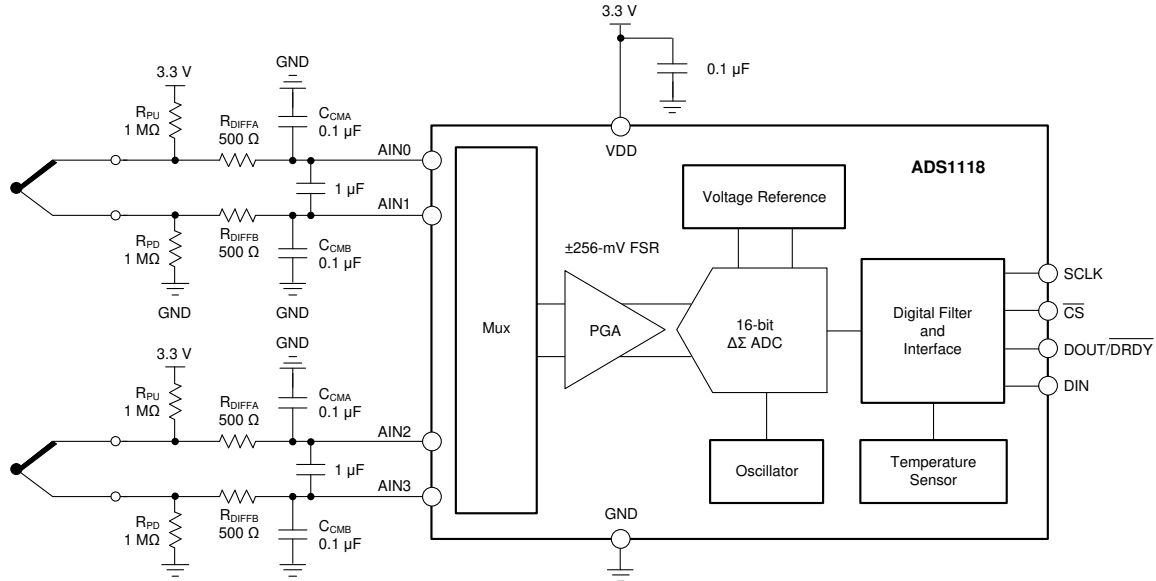 3.3 V
0.1 µF
VDD
GND
3.3 V
RPU
1 MΩ
RDIFFA
500 Ω
CCMA
0.1 µF
AIN0
1 µF
AIN1
RPD
1 MΩ
RDIFFB
500 Ω
CCMB
0.1 µF
GND
GND
GND
3.3 V
RPU
1 MΩ
RDIFFA
500 Ω
CCMA
0.1 µF
AIN2
1 µF
AIN3
RPD
1 MΩ
RDIFFB
500 Ω
CCMB
0.1 µF
ADS1118
Voltage Reference
±256-mV FSR
Mux
PGA
16-bit
ΔΣ ADC
Digital Filter
and
Interface
SCLK
CS
DOUT/DRDY
DIN
Oscillator
Temperature
Sensor
GND